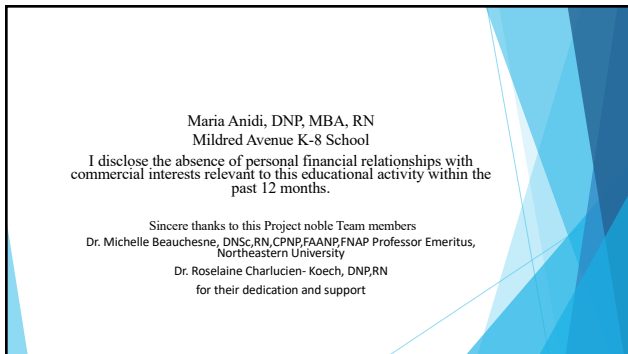 Maria Anidi, DNP, MBA, RN
Mildred Avenue K-8 School
I disclose the absence of personal financial relationships with
commercial interests relevant to this educational activity within the
past 12 months.
Sincere thanks to this Project noble Team members
Dr. Michelle Beauchesne, DNSc,RN,CPNP,FAANP,FNAP Professor Emeritus,
Northeastern University
Dr. Roselaine Charlucien- Koech, DNP,RN
for their dedication and support